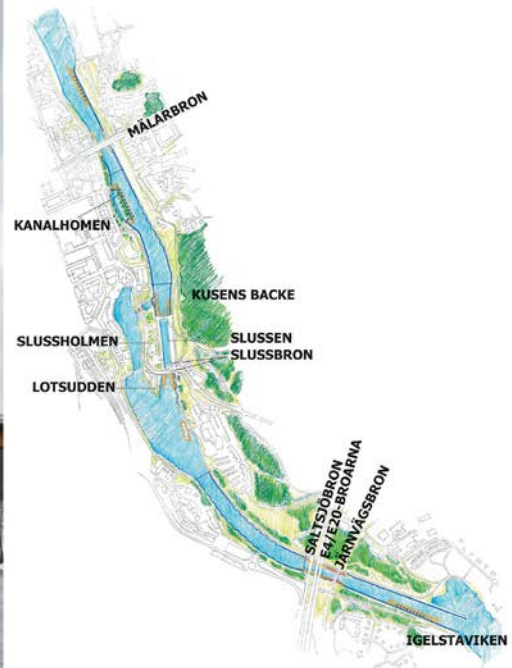 MÄLARBRON
KANALHOMEN
KUSENS BACKE
SLUSSHOLMEN
SLUSSEN
SLUSSBRON
LOTSUDDEN
SALTSJÖBRON
E4/E20-BROARNA
JÄRNVÄGSBRON
IGELSTAVIKEN